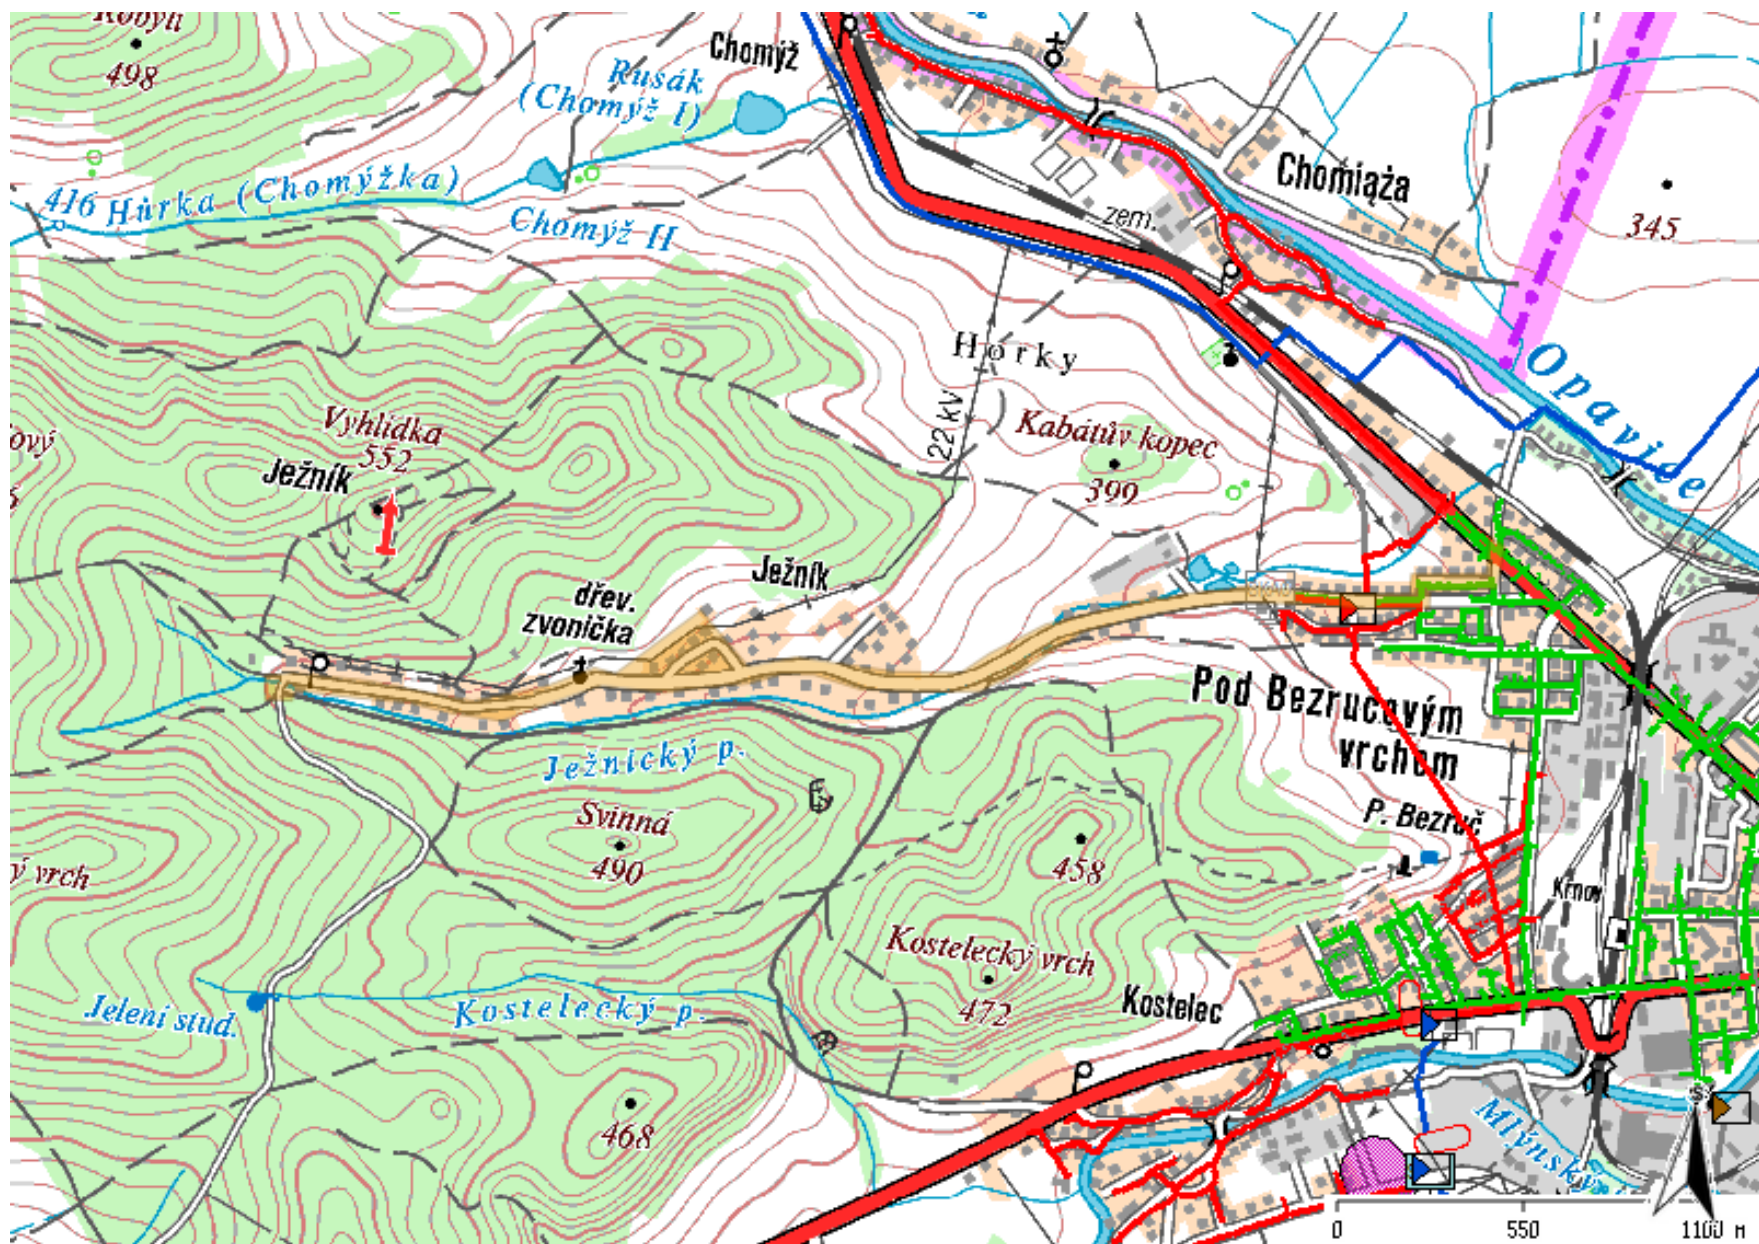 Kobylí
498
Chomýž
Rusák
(Chomýž I)
416 Hůrka (Chomýžka)
Chomýž II
zem.
Chomiąża
345
Horky
22 kV
Opavice
Vyhlídka
552
Ježník
Kabátův kopec
399
Ježník
dřev.
zvonička
Pod Bezručovým
vrchem
Ježnický p.
P. Bezruč
Svinná
490
458
ý vrch
Krnov
Kostelecký vrch
472
Kostelec
Jelení stud.
Kostelecký p.
468
Mlýnský
S
0 550 1100 m